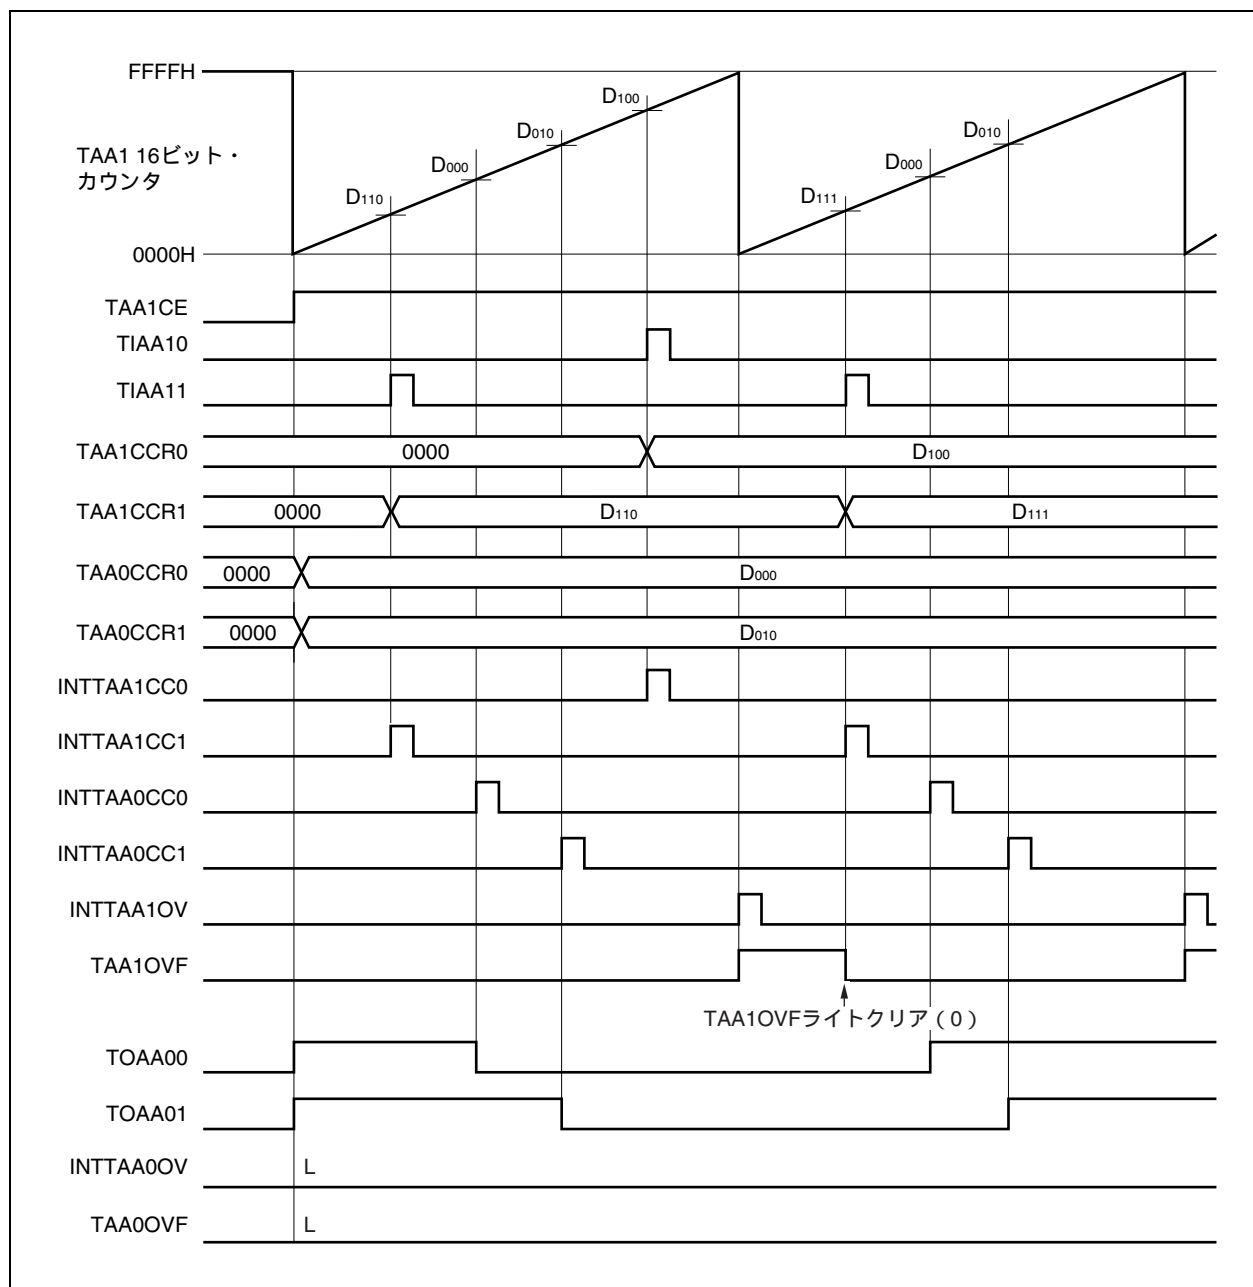 FFFFH
D100
D010
D010
TAA1 16ビット・
カウンタ
D000
D000
D110
D111
0000H
TAA1CE
TIAA10
TIAA11
TAA1CCR0
0000
D100
TAA1CCR1
0000
D110
D111
TAA0CCR0
0000
D000
TAA0CCR1
0000
D010
INTTAA1CC0
INTTAA1CC1
INTTAA0CC0
INTTAA0CC1
INTTAA1OV
TAA1OVF
TAA1OVFライトクリア(0)
TOAA00
TOAA01
INTTAA0OV
L
TAA0OVF
L